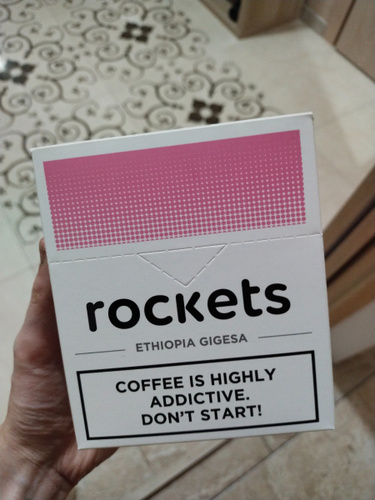 rockets
ETHIOPIA GIGESA
COFFEE IS HIGHLY
ADDICTIVE.
DON'T START!